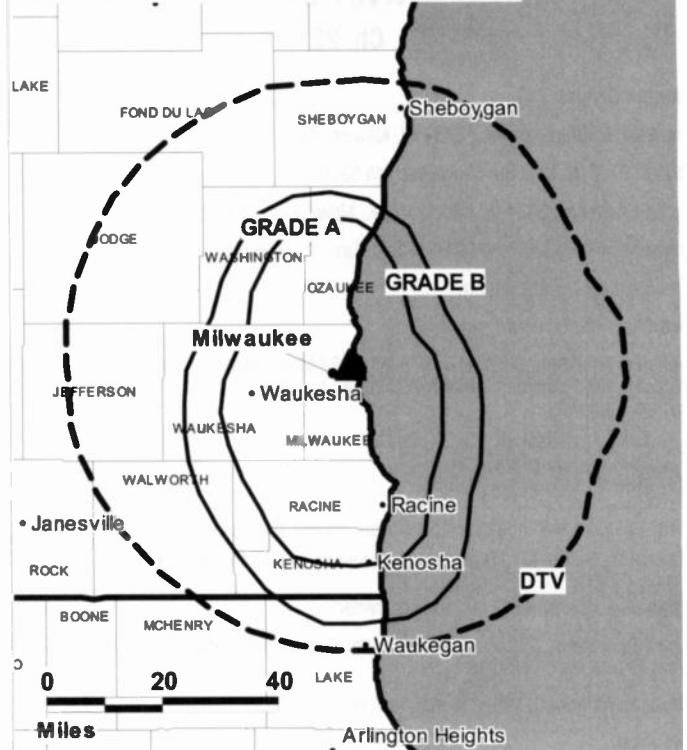 LAKE
FOND DU LAC
SHEBOYGAN
Sheboygan
GRADE A
DODGE
WASHINGTON
OZAUKEE
GRADE B
Milwaukee
JEFFERSON
Waukesha
WAUKESHA
MILWAUKEE
WALWORTH
RACINE
Racine
Janesville
KENOSHA
Kenosha
ROCK
DTV
BOONE
MCHENRY
Waukegan
O
LAKE
0 20 40
Miles
Arlington Heights